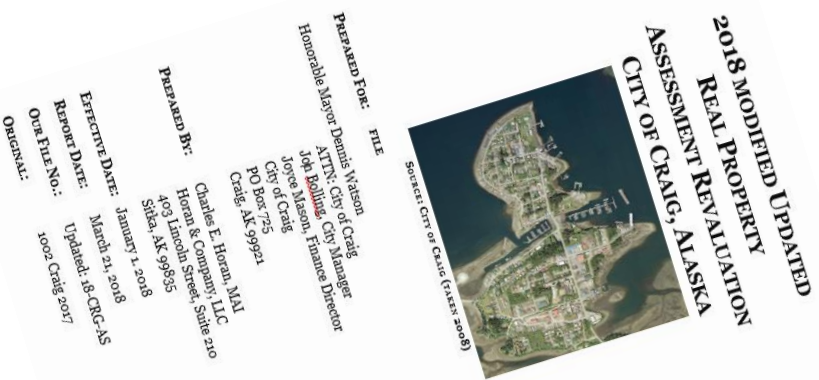 2018 MODIFIED UPDATED
REAL PROPERTY
ASSESSMENT REVALUATION
CITY OF CRAIG, ALASKA
SOURCE: CITY OF CRAIG (TAKEN 2008)
PREPARED FOR: FILE
Honorable Mayor Dennis Watson
ATTN: City of Craig
Joh Bolling, City Manager
Joyce Mason, Finance Director
City of Craig
PO Box 725
Craig, AK 99921
PREPARED BY:
Charles E. Horan, MAI
Horan & Company, LLC
403 Lincoln Street, Suite 210
Sitka, AK 99835
EFFECTIVE DATE: January 1, 2018
REPORT DATE: March 21, 2018
OUR FILE NO.: Updated: 18-CRG-AS
ORIGINAL: 1002 Craig 2017